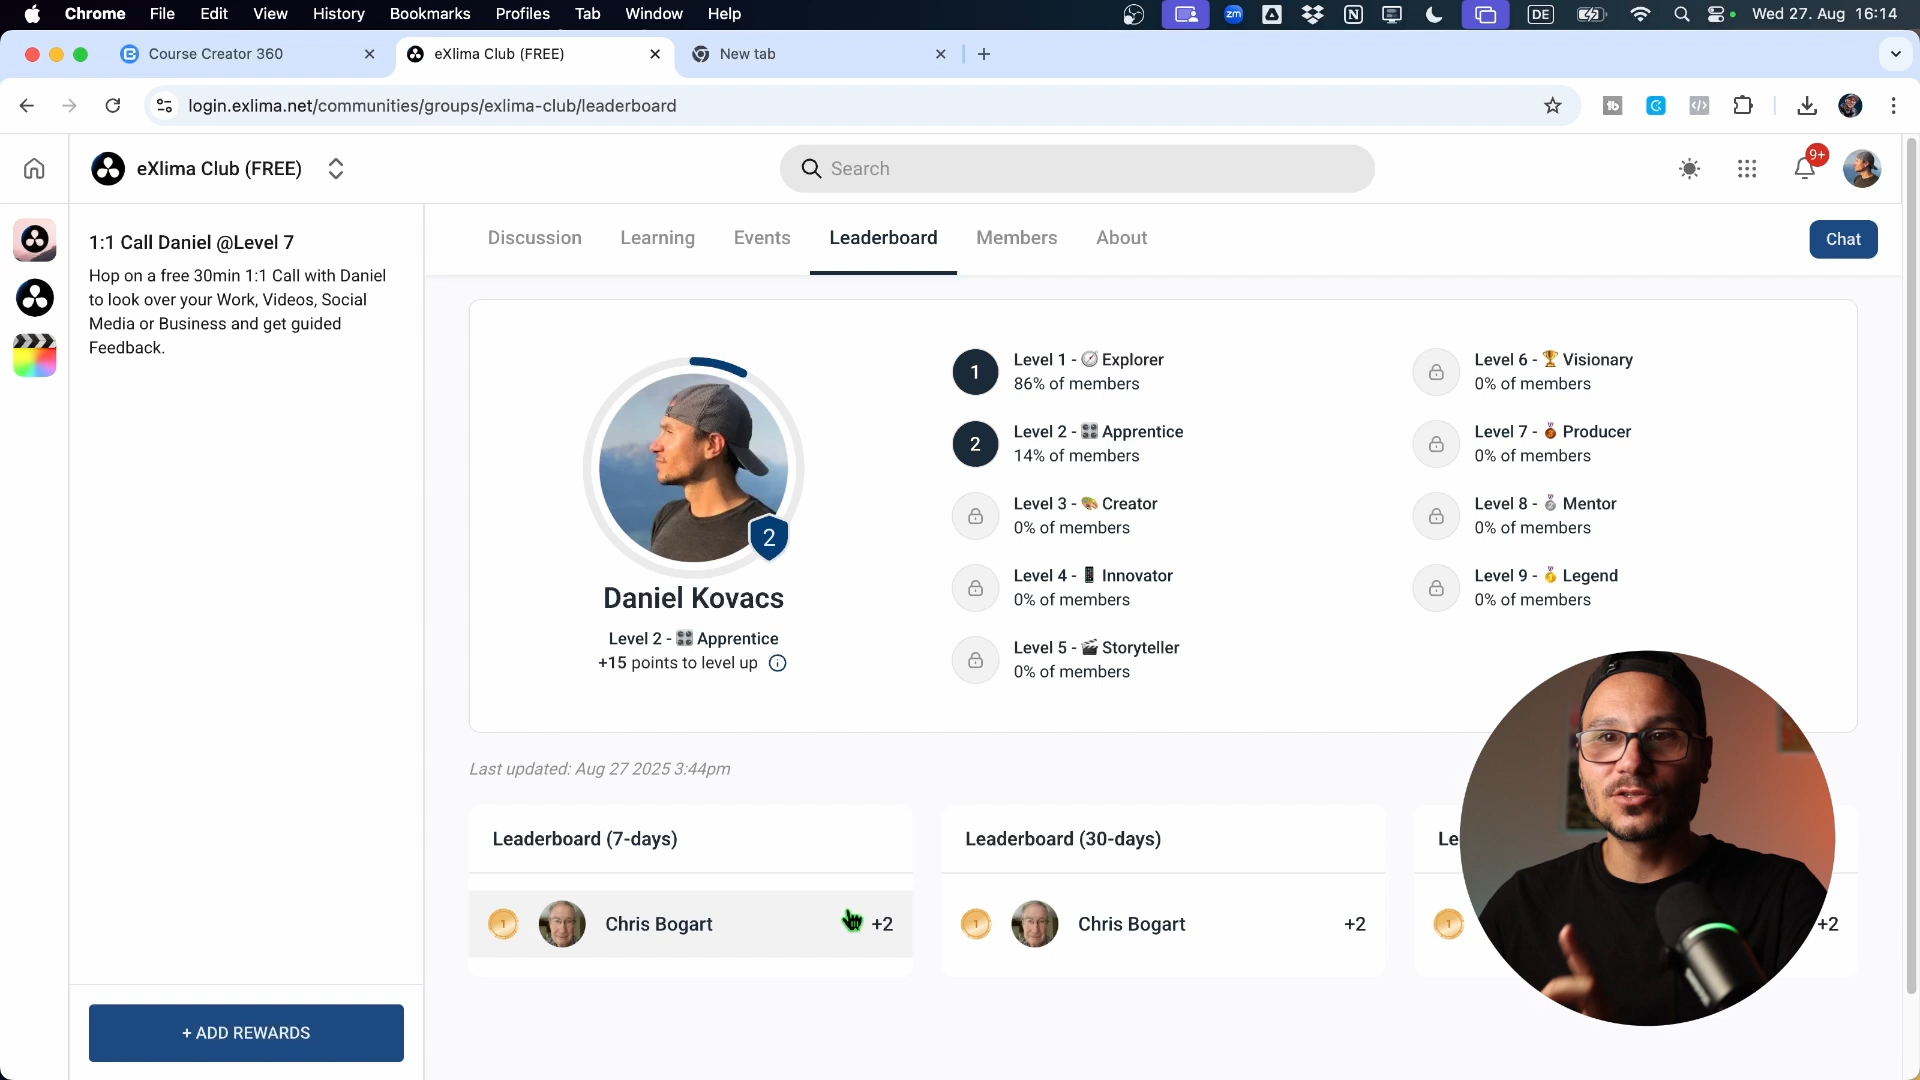 Chrome File Edit View History Bookmarks Profiles Tab Window Help
zm DE Wed 27. Aug 16:14
Course Creator 360
eXlima Club (FREE)
New tab
login.exlima.net/communities/groups/exlima-club/leaderboard
eXlima Club (FREE)
Search
9+
1:1 Call Daniel @Level 7
Hop on a free 30min 1:1 Call with Daniel
to look over your Work, Videos, Social
Media or Business and get guided
Feedback.
+ ADD REWARDS
Discussion Learning Events Leaderboard Members About
Chat
2
Daniel Kovacs
Level 2 - Apprentice
+15 points to level up
1
Level 1 - Explorer
86% of members
2
Level 2 - Apprentice
14% of members
Level 3 - Creator
0% of members
Level 4 - Innovator
0% of members
Level 5 - Storyteller
0% of members
Level 6 - Visionary
0% of members
Level 7 - Producer
0% of members
Level 8 - Mentor
0% of members
Level 9 - Legend
0% of members
Last updated: Aug 27 2025 3:44pm
Leaderboard (7-days)
1 Chris Bogart +2
Leaderboard (30-days)
1 Chris Bogart +2
Le
1 +2